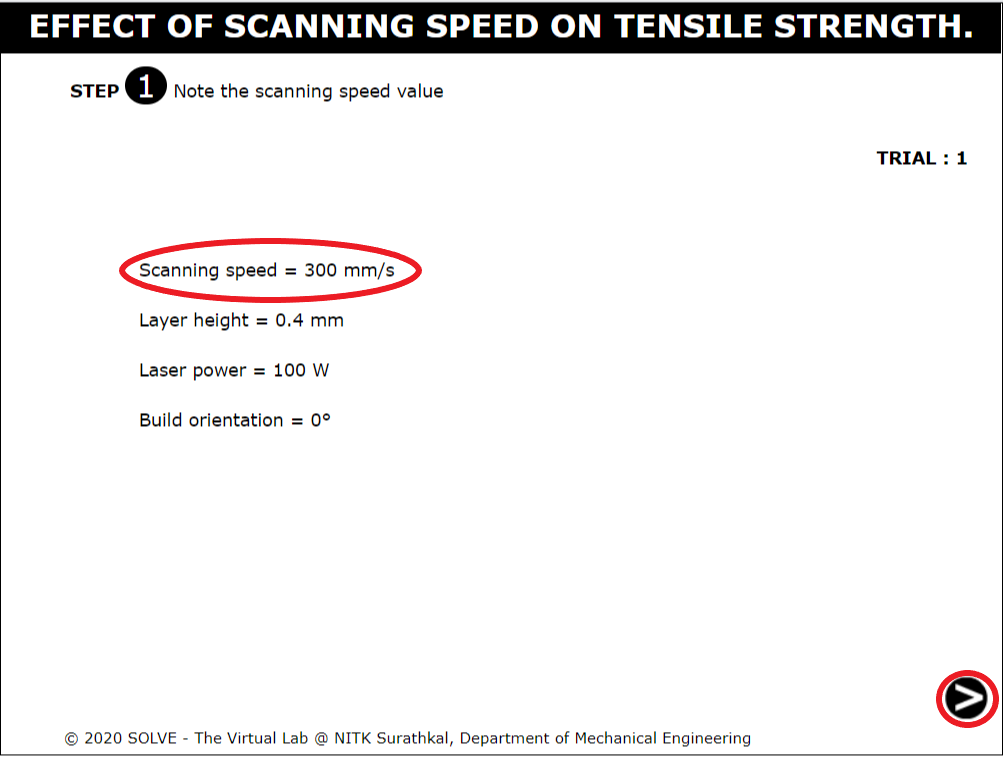 EFFECT OF SCANNING SPEED ON TENSILE STRENGTH.
STEP 1 Note the scanning speed value
TRIAL : 1
Scanning speed = 300 mm/s
Layer height = 0.4 mm
Laser power = 100 W
Build orientation = 0°
>
© 2020 SOLVE - The Virtual Lab @ NITK Surathkal, Department of Mechanical Engineering